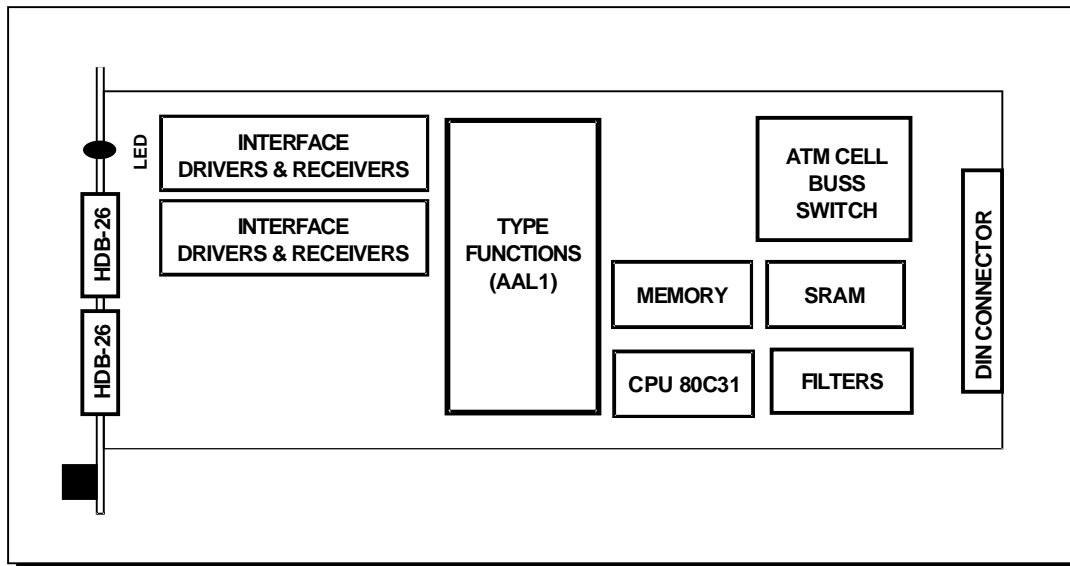 LED
INTERFACE
DRIVERS & RECEIVERS
INTERFACE
DRIVERS & RECEIVERS
HDB-26
HDB-26
TYPE
FUNCTIONS
(AAL1)
ATM CELL
BUSS
SWITCH
MEMORY
SRAM
CPU 80C31
FILTERS
DIN CONNECTOR